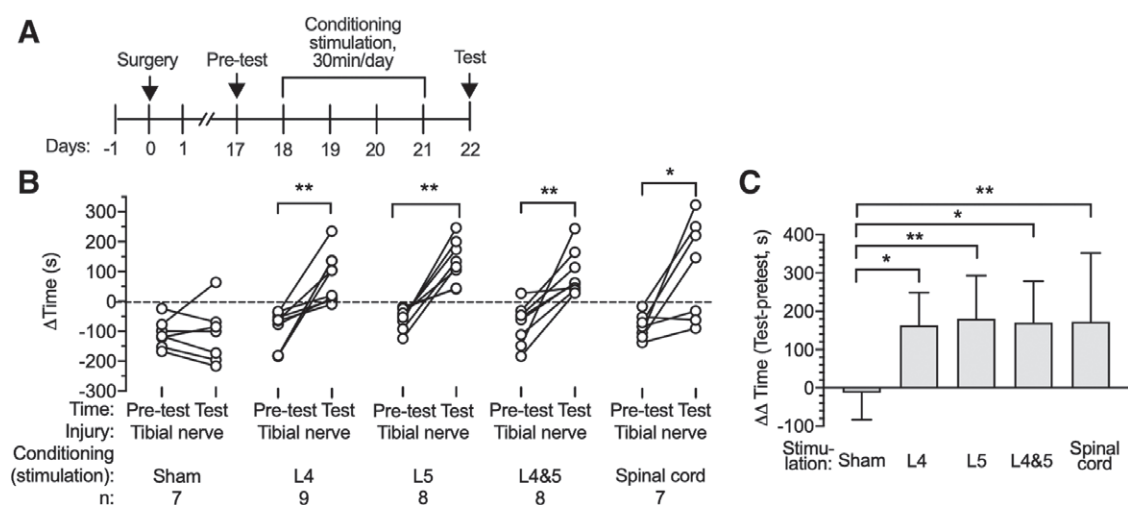 A
Surgery
Pre-test
Conditioning
stimulation,
30min/day
Test
Days: -1 0 1 17 18 19 20 21 22
B
ΔTime (s)
300
200
100
0
-100
-200
-300
** ** ** *
Time: Pre-test Test Pre-test Test Pre-test Test Pre-test Test Pre-test Test
Injury: Tibial nerve Tibial nerve Tibial nerve Tibial nerve Tibial nerve
Conditioning
(stimulation): Sham L4 L5 L4&5 Spinal cord
n: 7 9 8 8 7
C
ΔΔ Time (Test-pretest, s)
400
300
200
100
0
-100
**
*
**
*
Stimu-
lation: Sham L4 L5 L4&5 Spinal
cord